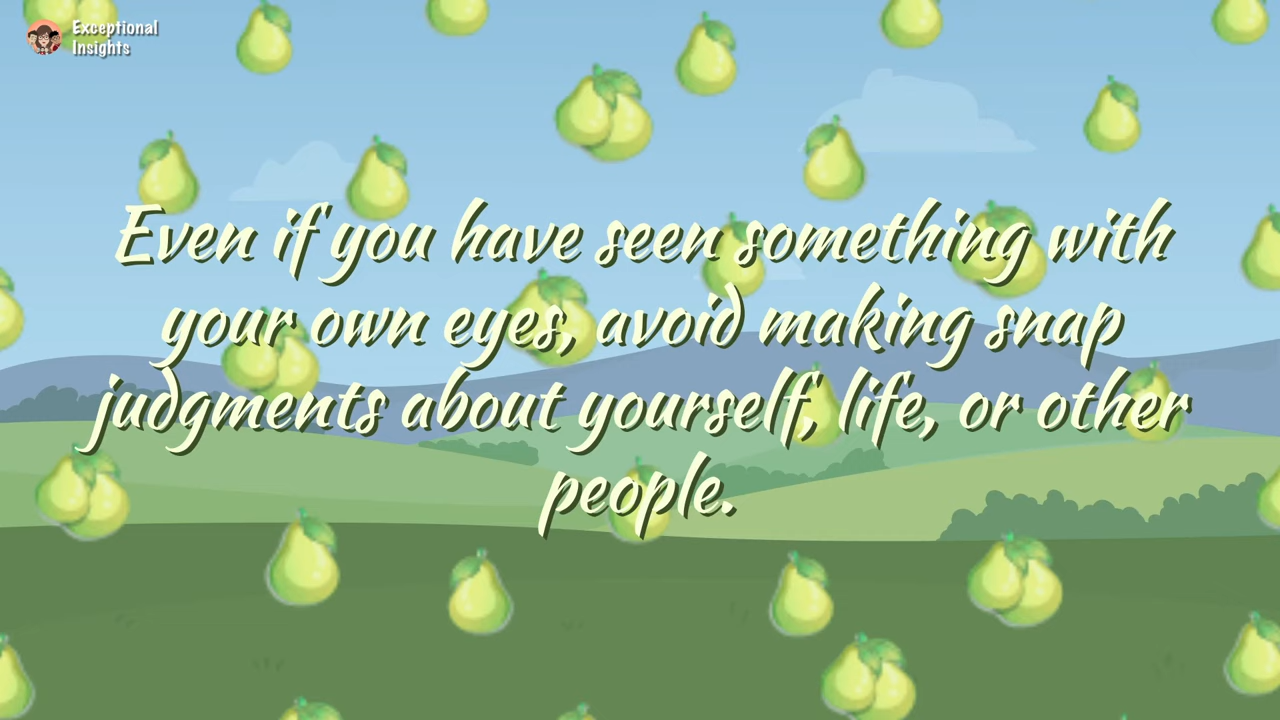 Exceptional
Insights
Even if you have seen something with
your own eyes, avoid making snap
judgments about yourself, life, or other
people.